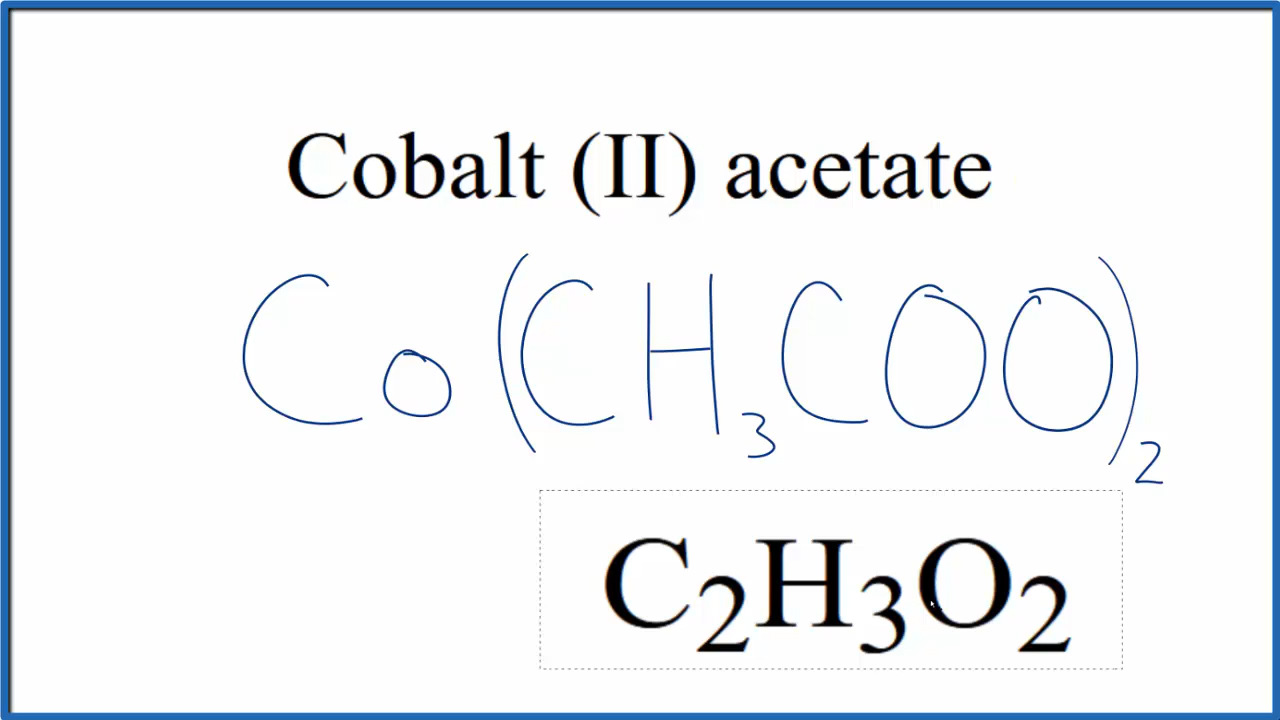 Cobalt (II) acetate
Co(CH₃COO)₂
C₂H₃O₂